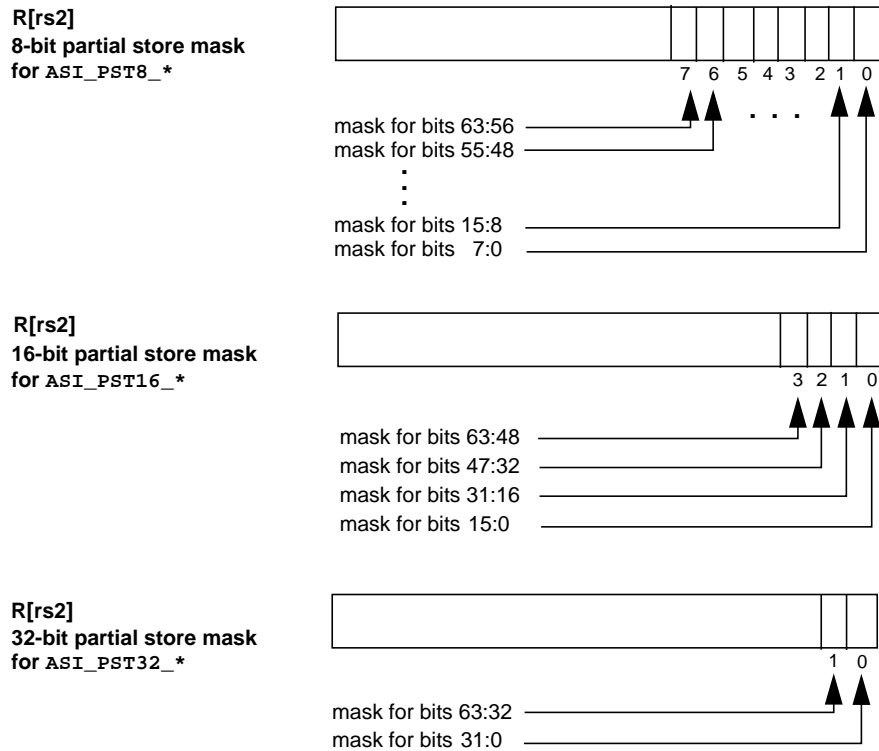 R[rs2]
8-bit partial store mask
for ASI_PST8_*
7 6 5 4 3 2 1 0
. . .
mask for bits 63:56
mask for bits 55:48
.
.
.
mask for bits 15:8
mask for bits 7:0
R[rs2]
16-bit partial store mask
for ASI_PST16_*
3 2 1 0
mask for bits 63:48
mask for bits 47:32
mask for bits 31:16
mask for bits 15:0
R[rs2]
32-bit partial store mask
for ASI_PST32_*
1 0
mask for bits 63:32
mask for bits 31:0